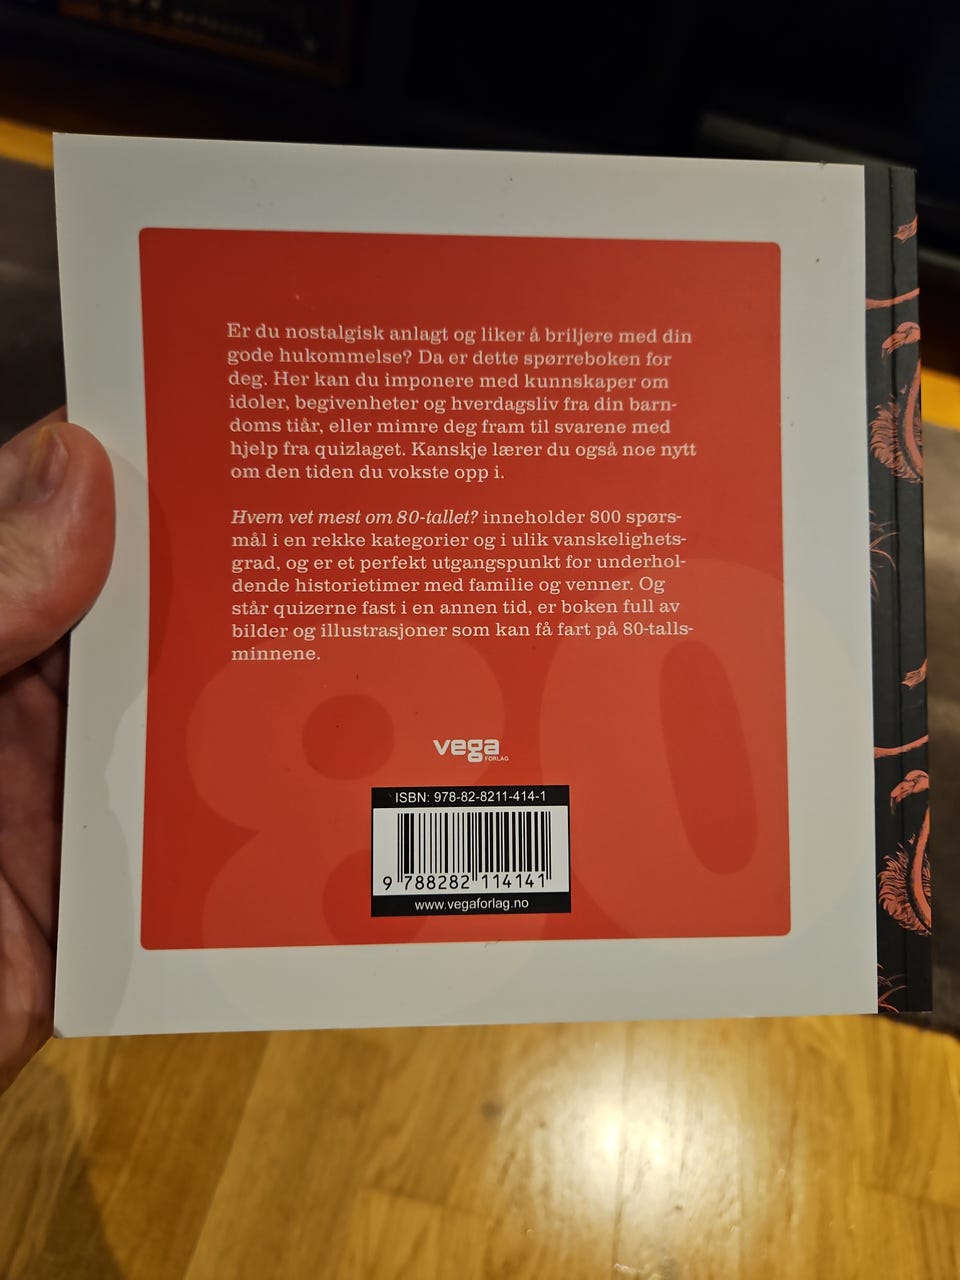 Er du nostalgisk anlagt og liker å briljere med din
gode hukommelse? Da er dette spørreboken for
deg. Her kan du imponere med kunnskaper om
idoler, begivenheter og hverdagsliv fra din barn-
doms tiår, eller mimre deg fram til svarene med
hjelp fra quizlaget. Kanskje lærer du også noe nytt
om den tiden du vokste opp i.
Hvem vet mest om 80-tallet? inneholder 800 spørs-
mål i en rekke kategorier og i ulik vanskelighets-
grad, og er et perfekt utgangspunkt for underhol-
dende historietimer med familie og venner. Og
står quizerne fast i en annen tid, er boken full av
bilder og illustrasjoner som kan få fart på 80-talls-
minnene.
80
vega
FORLAG
ISBN: 978-82-8211-414-1
9 788282 114141
www.vegaforlag.no